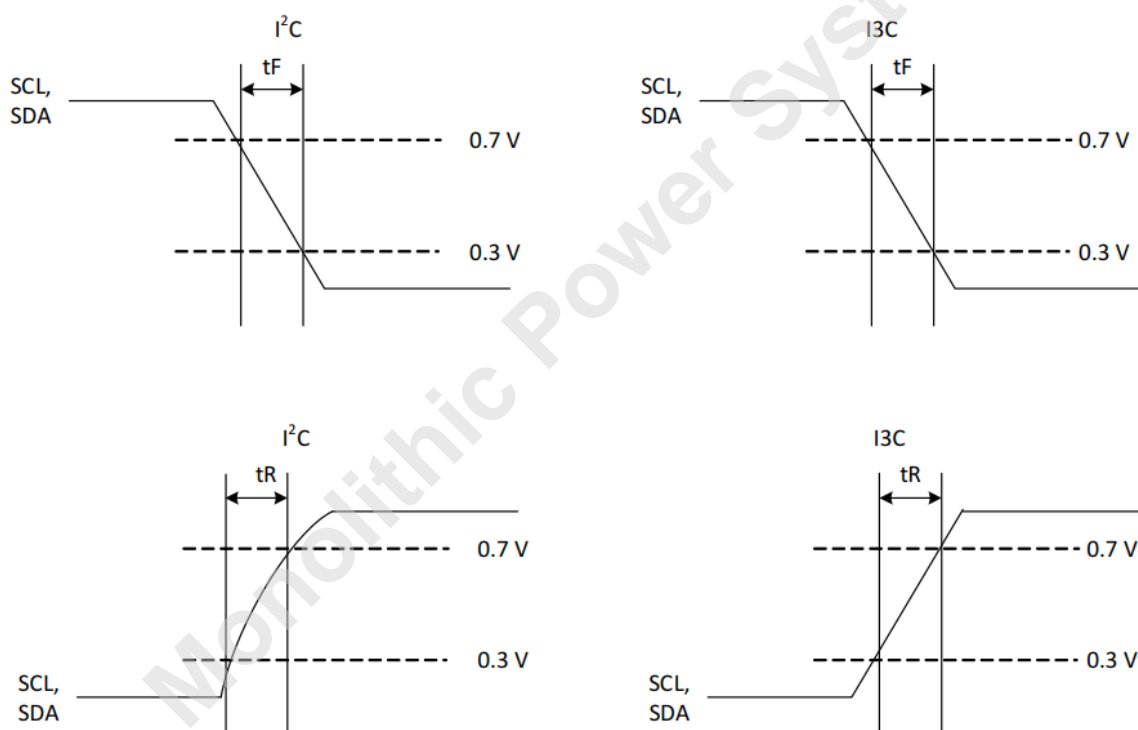 I²C
tF
SCL,
SDA
0.7 V
0.3 V
I3C
tF
SCL,
SDA
0.7 V
0.3 V
I²C
tR
0.7 V
0.3 V
SCL,
SDA
I3C
tR
0.7 V
0.3 V
SCL,
SDA
Monolithic Power Syst